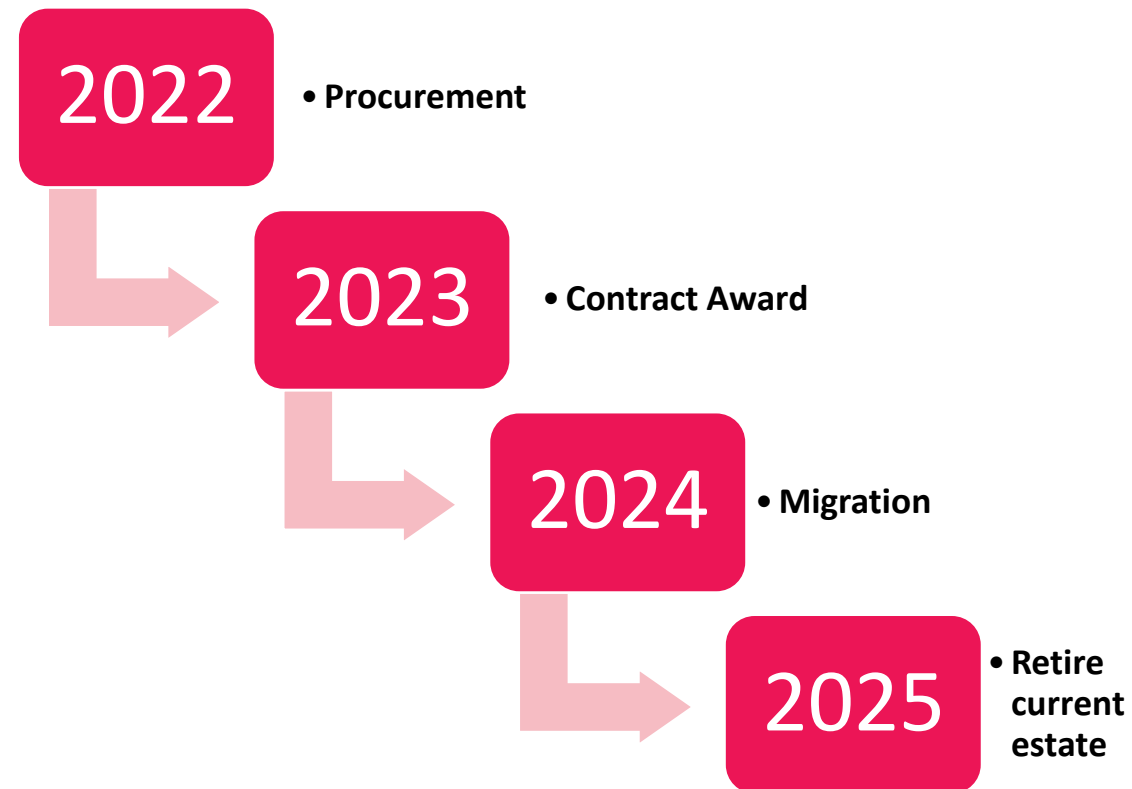 2022
• Procurement
2023
• Contract Award
2024
• Migration
2025
• Retire
current
estate